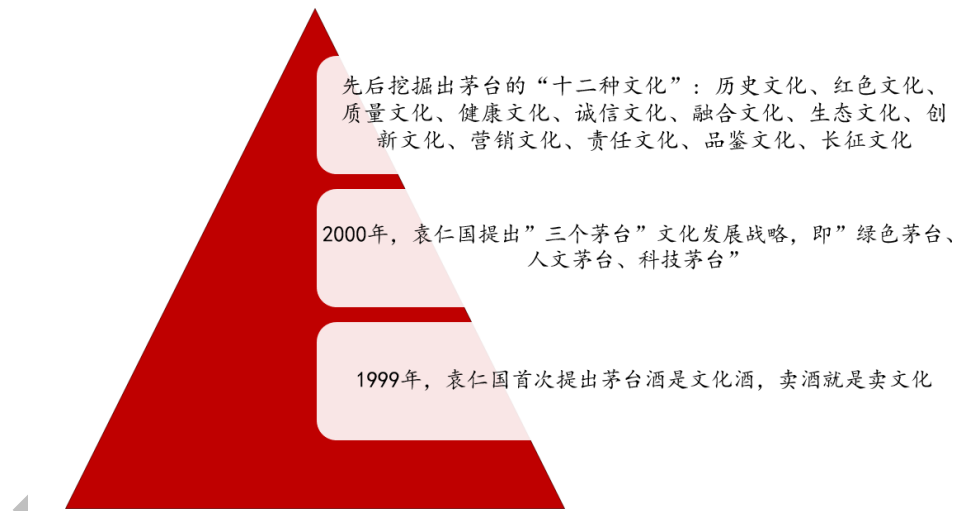 先后挖掘出茅台的“十二种文化”：历史文化、红色文化、
质量文化、健康文化、诚信文化、融合文化、生态文化、创
新文化、营销文化、责任文化、品鉴文化、长征文化
2000年，袁仁国提出”三个茅台”文化发展战略，即”绿色茅台、
人文茅台、科技茅台”
1999年，袁仁国首次提出茅台酒是文化酒，卖酒就是卖文化